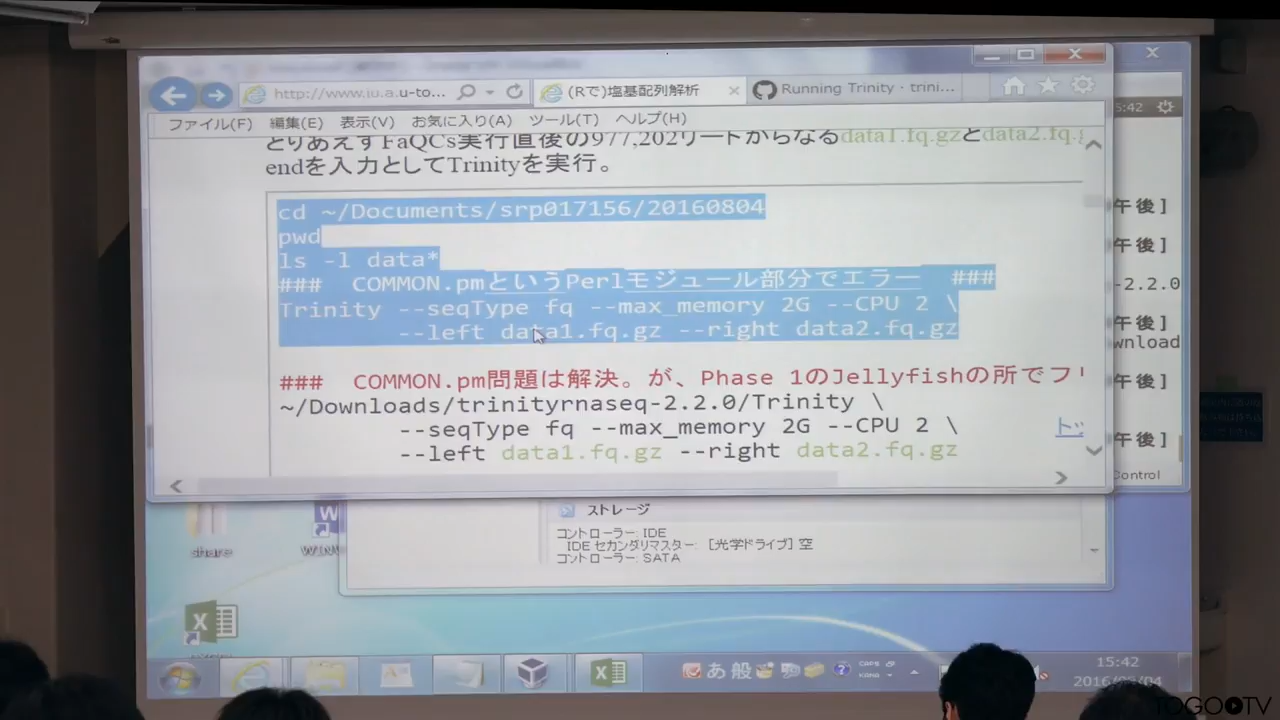 http://www.iu.a.u-to...
(Rで)塩基配列解析
Running Trinity · trini...
ファイル(F) 編集(E) 表示(V) お気に入り(A) ツール(T) ヘルプ(H)
5:42
とりあえずFaQCs実行直後の977,202リードからなるdata1.fq.gzとdata2.fq.g
endを入力としてTrinityを実行。
cd ~/Documents/srp017156/20160804
pwd
ls -l data*
### COMMON.pmというPerlモジュール部分でエラー ###
Trinity --seqType fq --max_memory 2G --CPU 2 \
--left data1.fq.gz --right data2.fq.gz
### COMMON.pm問題は解決。が、Phase 1のJellyfishの所でフ
~/Downloads/trinityrnaseq-2.2.0/Trinity \
--seqType fq --max_memory 2G --CPU 2 \
--left data1.fq.gz --right data2.fq.gz
午後]
午後]
-2.2.0
午後]
wnload
午後]
午後]
Control
ストレージ
コントローラー: IDE
IDE セカンダリマスター: [光学ドライブ] 空
コントローラー: SATA
share
あ 般
CAPS
KANA
15:42
TOGOTV